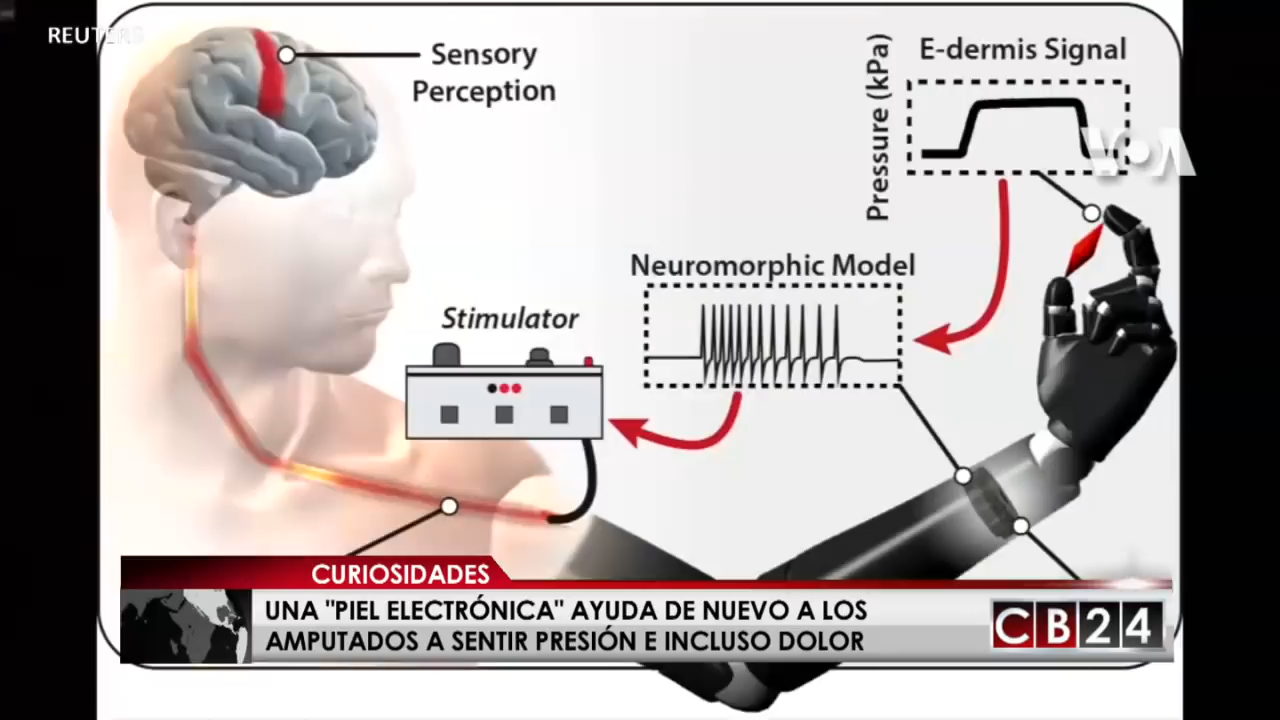 REUTERS
Sensory
Perception
E-dermis Signal
Pressure (kPa)
VOA
Neuromorphic Model
Stimulator
CURIOSIDADES
UNA "PIEL ELECTRÓNICA" AYUDA DE NUEVO A LOS
AMPUTADOS A SENTIR PRESIÓN E INCLUSO DOLOR
CB24